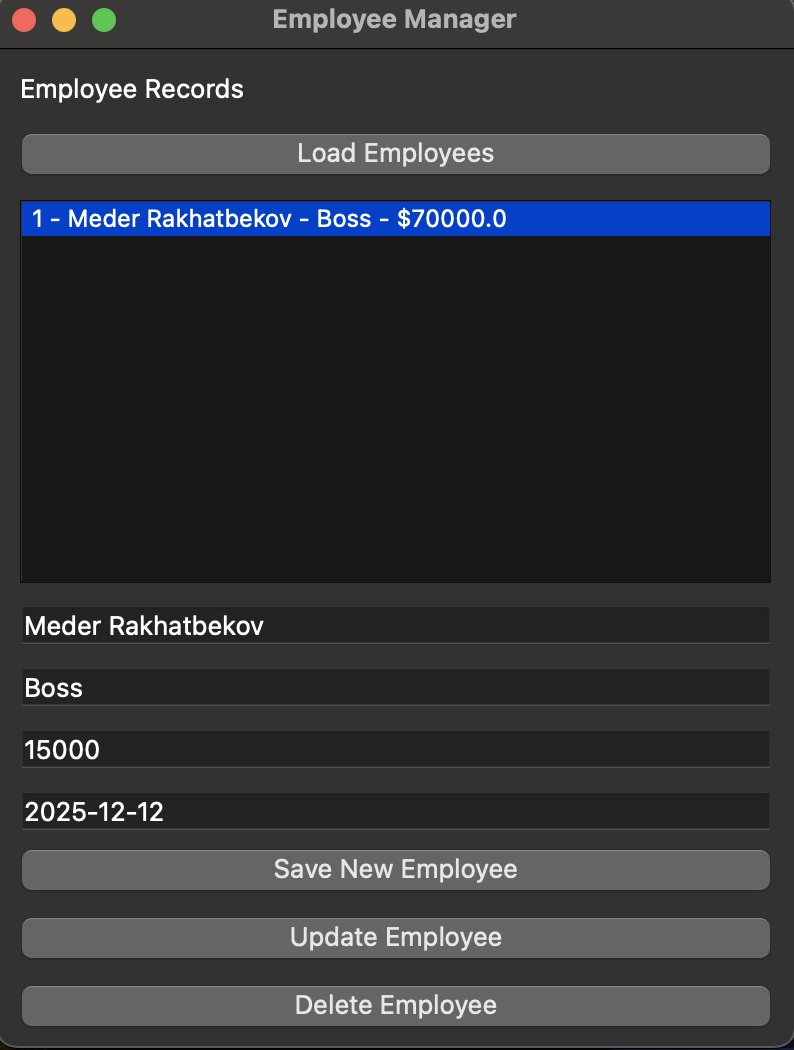 Employee Manager
Employee Records
Load Employees
1 - Meder Rakhatbekov - Boss - $70000.0
Meder Rakhatbekov
Boss
15000
2025-12-12
Save New Employee
Update Employee
Delete Employee